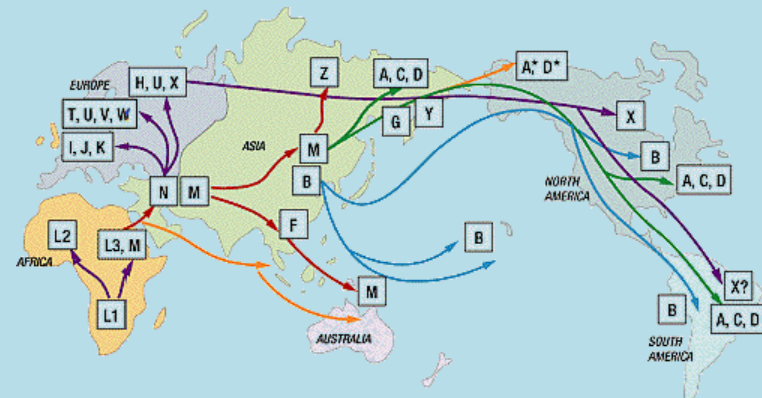 EUROPE
H, U, X
Z
A, C, D
A,* D*
T, U, V, W
G
Y
X
I, J, K
ASIA
M
B
B
N
M
NORTH
AMERICA
A, C, D
L2
L3, M
F
B
AFRICA
M
X?
L1
B
A, C, D
AUSTRALIA
SOUTH
AMERICA